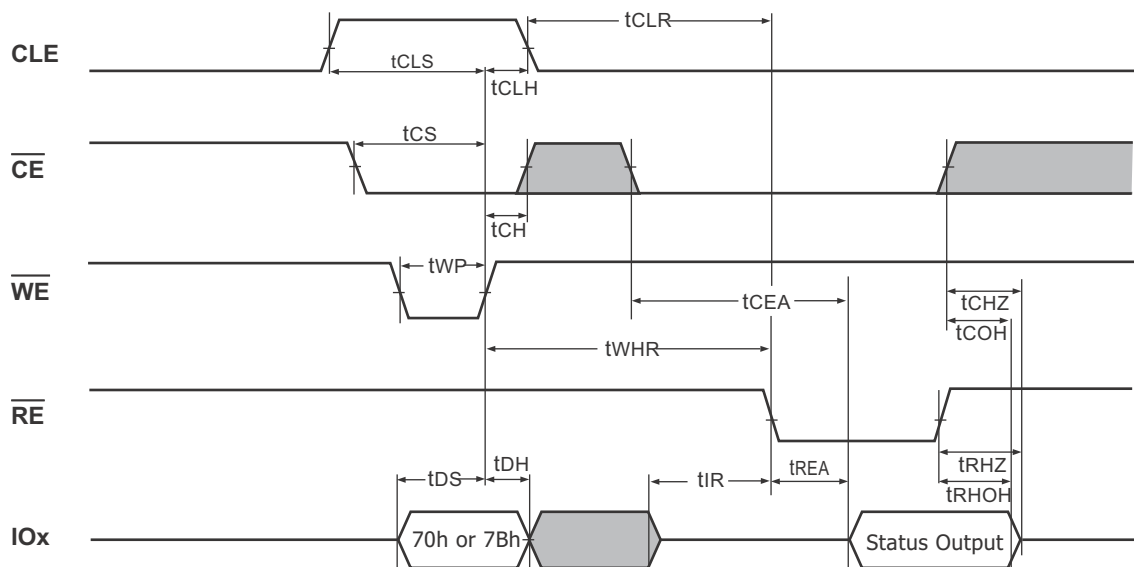 tCLR
CLE
tCLS
tCLH
tCS
CE
tCH
tWP
WE
tCEA
tCHZ
tCOH
tWHR
RE
tDH
tREA
tRHZ
tDS
tIR
tRHOH
IOx
70h or 7Bh
Status Output